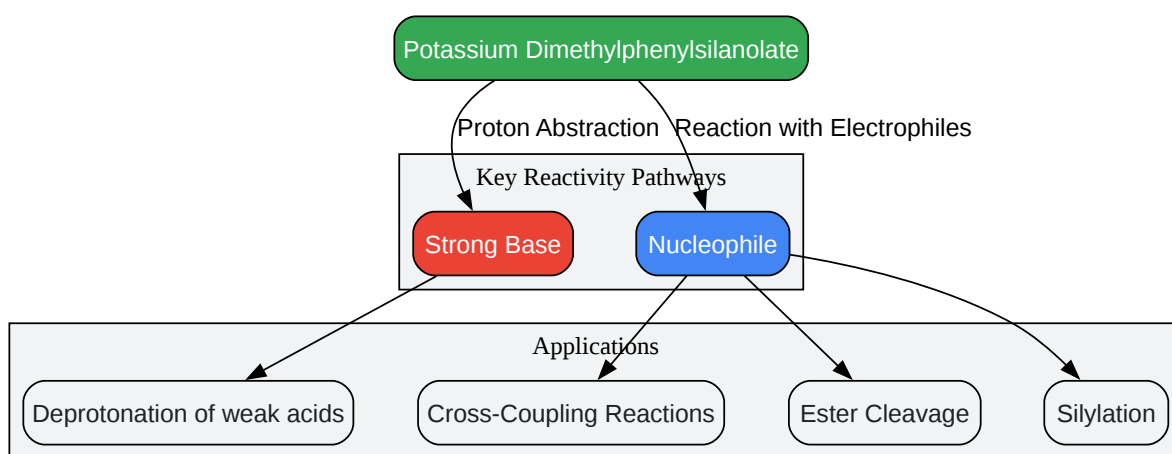 Potassium Dimethylphenylsilanolate
Proton Abstraction
Reaction with Electrophiles
Key Reactivity Pathways
Strong Base
Nucleophile
Applications
Deprotonation of weak acids
Cross-Coupling Reactions
Ester Cleavage
Silylation